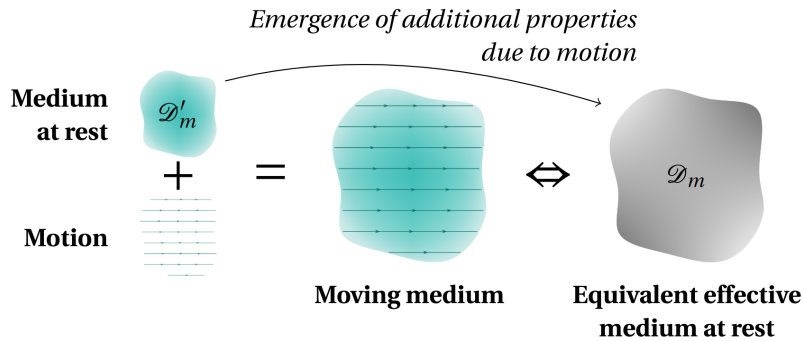 Emergence of additional properties
due to motion
Medium
at rest
𝒟′ₘ
+
=
⇔
𝒟ₘ
Motion
Moving medium
Equivalent effective
medium at rest